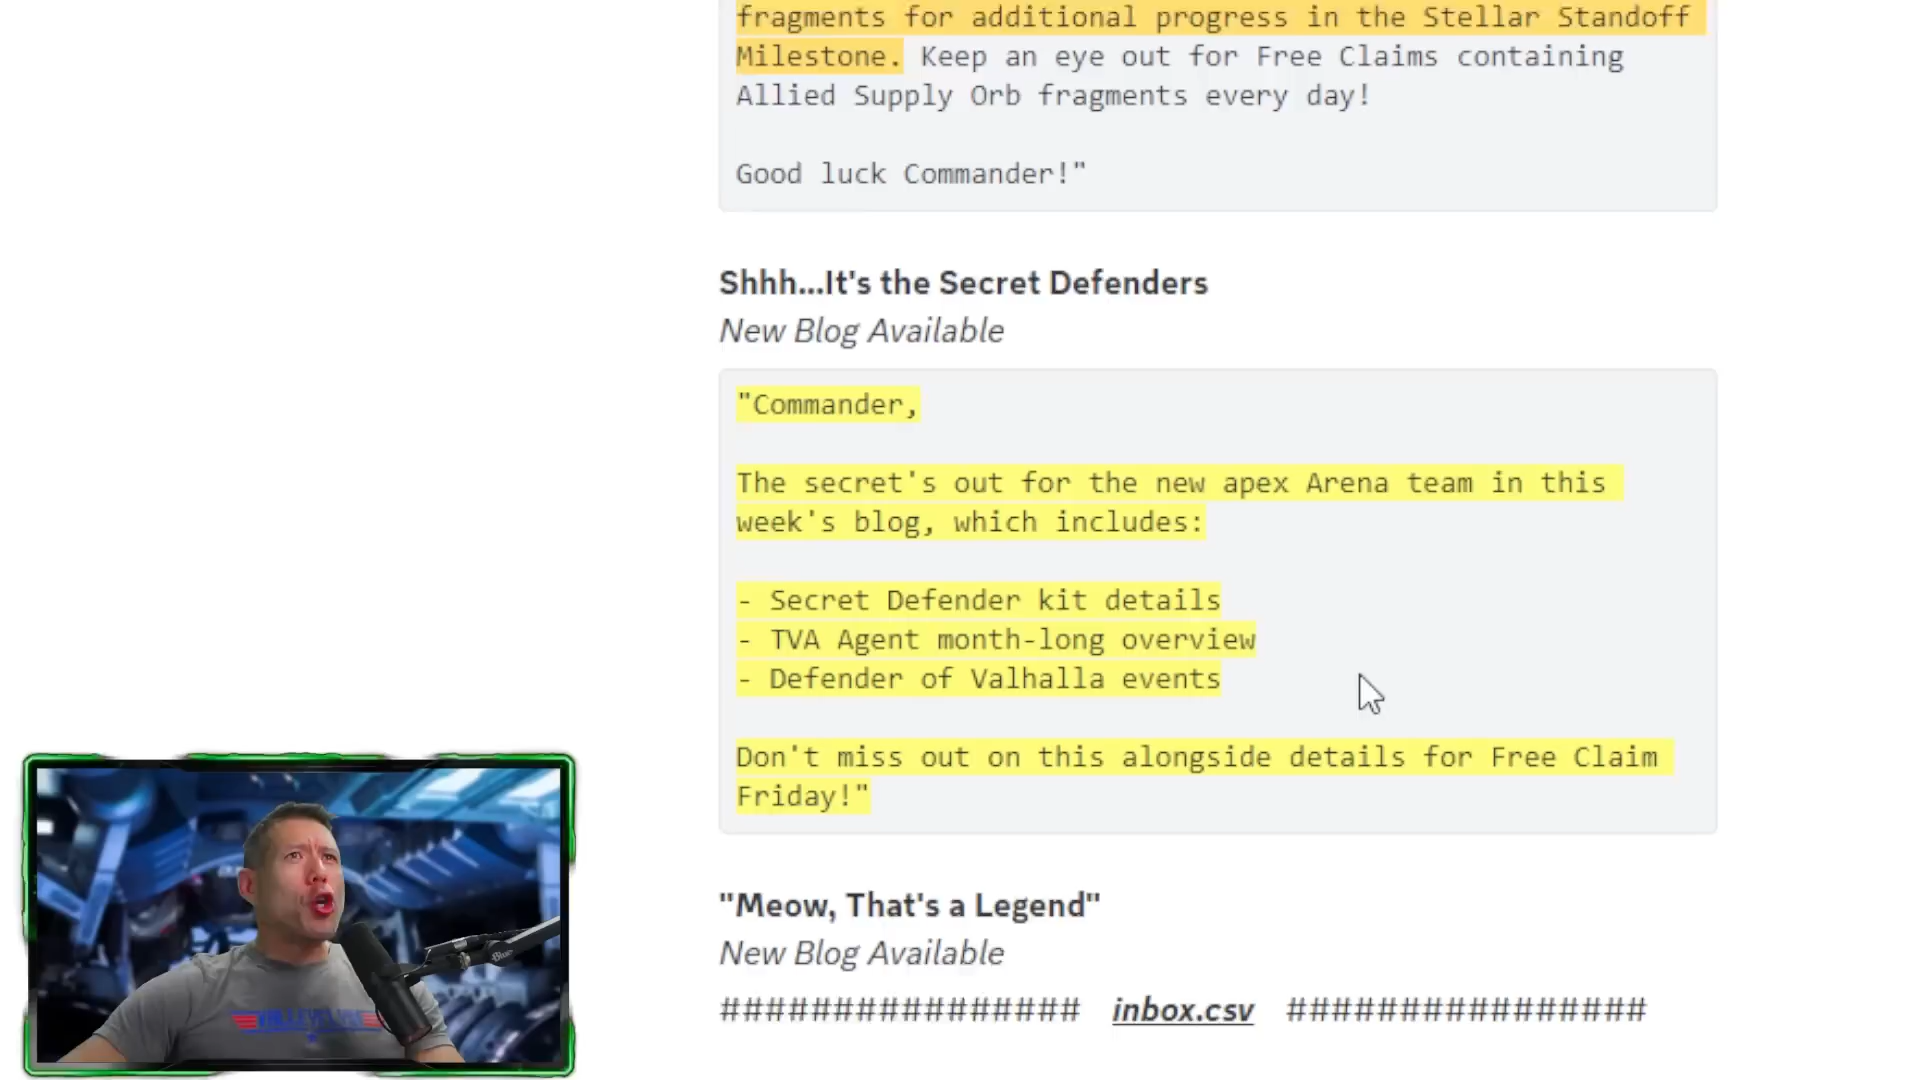 fragments for additional progress in the Stellar Standoff
Milestone. Keep an eye out for Free Claims containing
Allied Supply Orb fragments every day!
Good luck Commander!"
Shhh...It's the Secret Defenders
New Blog Available
"Commander,
The secret's out for the new apex Arena team in this
week's blog, which includes:
- Secret Defender kit details
- TVA Agent month-long overview
- Defender of Valhalla events
Don't miss out on this alongside details for Free Claim
Friday!"
"Meow, That's a Legend"
New Blog Available
################ inbox.csv ################